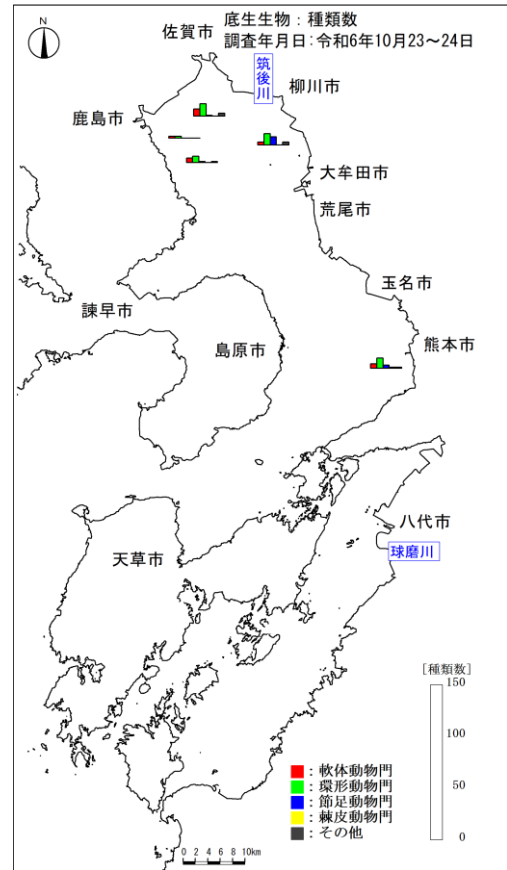 底生生物：種類数
調査年月日：令和6年10月23～24日
N
佐賀市
筑後川
柳川市
鹿島市
大牟田市
荒尾市
玉名市
諫早市
島原市
熊本市
八代市
球磨川
天草市
[種類数]
150
100
50
0
：軟体動物門
：環形動物門
：節足動物門
：棘皮動物門
：その他
0 2 4 6 8 10km